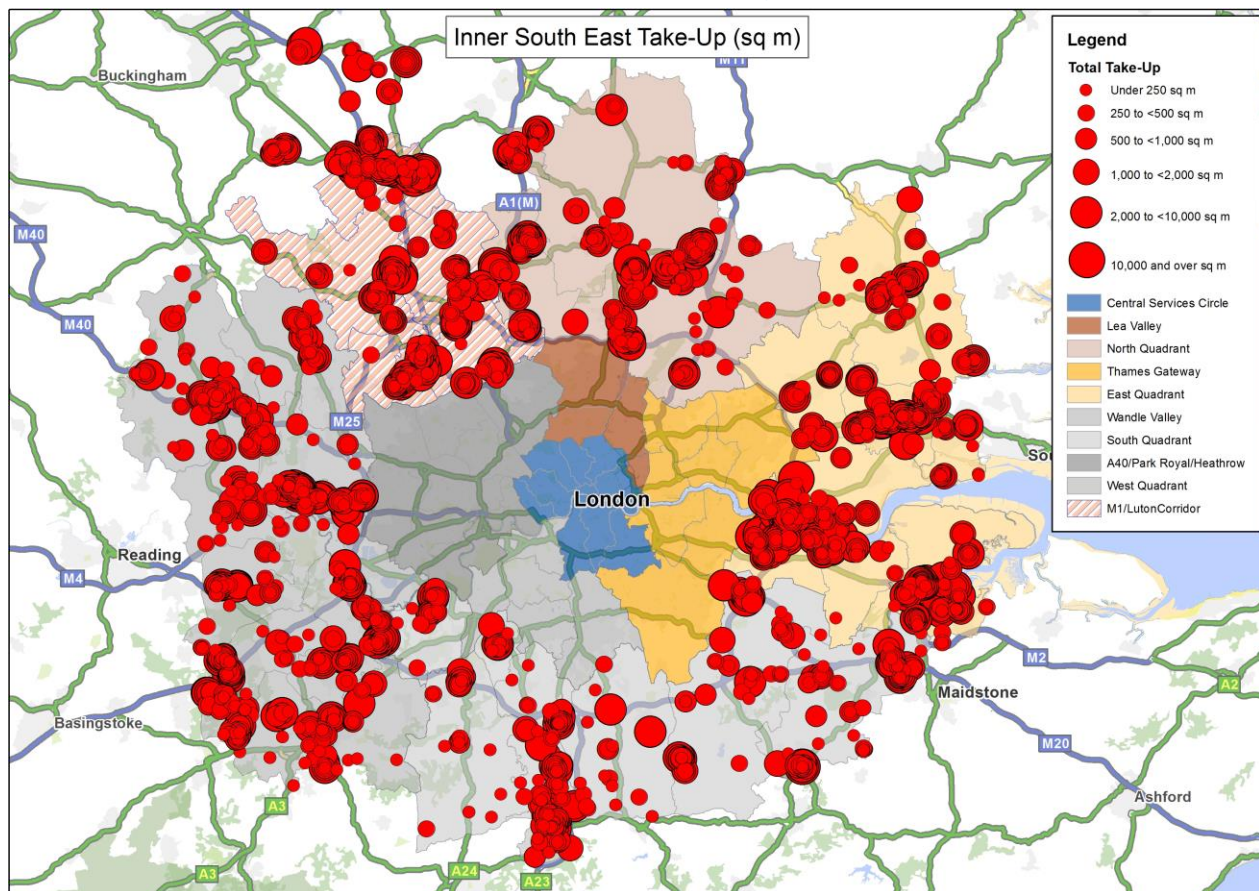 Inner South East Take-Up (sq m)
Legend
Total Take-Up
Under 250 sq m
250 to <500 sq m
500 to <1,000 sq m
1,000 to <2,000 sq m
2,000 to <10,000 sq m
10,000 and over sq m
Central Services Circle
Lea Valley
North Quadrant
Thames Gateway
East Quadrant
Wandle Valley
South Quadrant
A40/Park Royal/Heathrow
West Quadrant
M1/LutonCorridor
Buckingham
M11
A1(M)
M40
M40
M25
London
Reading
M4
Basingstoke
Maidstone
M2
A2
M20
Ashford
A3
A3
A24
A23